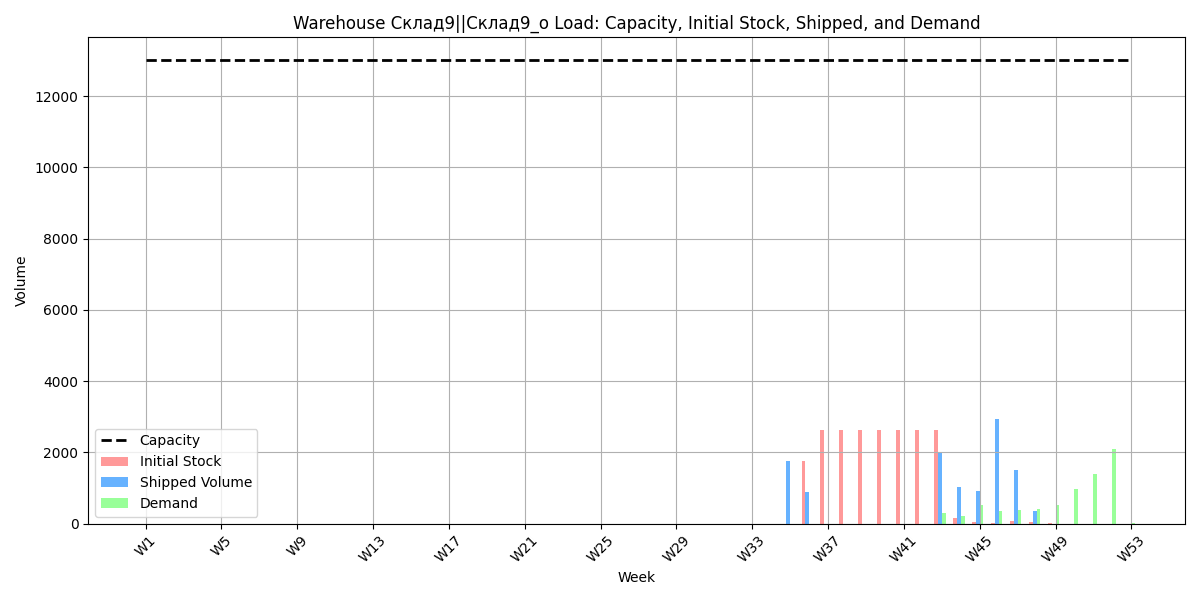 Warehouse Склад9||Склад9_о Load: Capacity, Initial Stock, Shipped, and Demand
Volume
12000
10000
8000
6000
4000
2000
0
Capacity
Initial Stock
Shipped Volume
Demand
W1 W5 W9 W13 W17 W21 W25 W29 W33 W37 W41 W45 W49 W53
Week